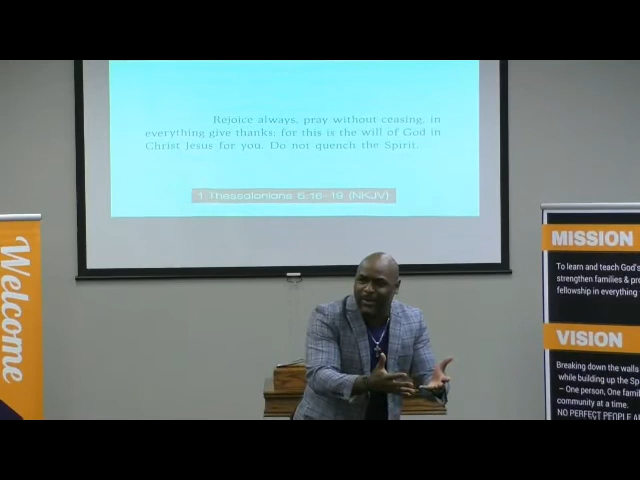 Rejoice always, pray without ceasing, in
everything give thanks; for this is the will of God in
Christ Jesus for you. Do not quench the Spirit.
1 Thessalonians 5:16-19 (NKJV)
Welcome
MISSION
To learn and teach God's
strengthen families &
fellowship in everything
VISION
Breaking down the walls
while building up the
– One person, One
community at a time.
NO PERFECT PEOPLE